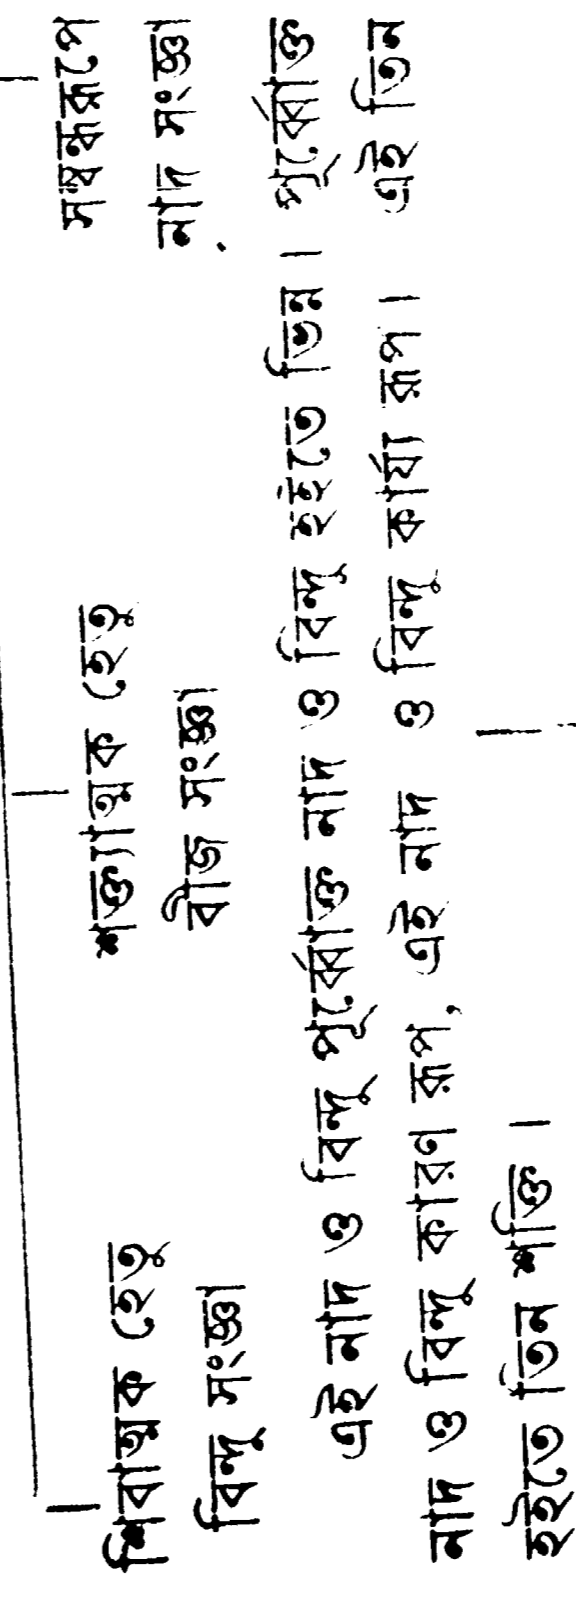 শিবাত্মক হেতু শক্ত্যাত্মক হেতু সম্বন্ধরূপে
বিন্দু সংজ্ঞা বীজ সংজ্ঞা নাদ সংজ্ঞা
এই নাদ ও বিন্দু পূর্ব্বোক্ত নাদ ও বিন্দু হইতে ভিন্ন। পূর্ব্বোক্ত
নাদ ও বিন্দু কারণ রূপ, এই নাদ ও বিন্দু কার্য্য রূপ। এই তিন
হইতে তিন শক্তি।